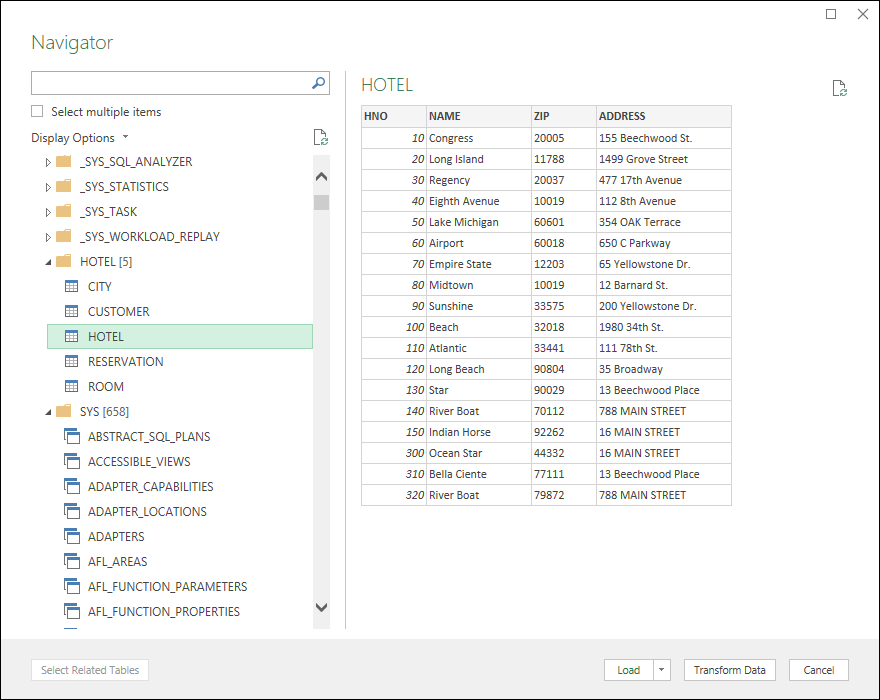 Navigator
Select multiple items
Display Options
_SYS_SQL_ANALYZER
_SYS_STATISTICS
_SYS_TASK
_SYS_WORKLOAD_REPLAY
HOTEL [5]
CITY
CUSTOMER
HOTEL
RESERVATION
ROOM
SYS [658]
ABSTRACT_SQL_PLANS
ACCESSIBLE_VIEWS
ADAPTER_CAPABILITIES
ADAPTER_LOCATIONS
ADAPTERS
AFL_AREAS
AFL_FUNCTION_PARAMETERS
AFL_FUNCTION_PROPERTIES
HOTEL
HNO NAME ZIP ADDRESS
10 Congress 20005 155 Beechwood St.
20 Long Island 11788 1499 Grove Street
30 Regency 20037 477 17th Avenue
40 Eighth Avenue 10019 112 8th Avenue
50 Lake Michigan 60601 354 OAK Terrace
60 Airport 60018 650 C Parkway
70 Empire State 12203 65 Yellowstone Dr.
80 Midtown 10019 12 Barnard St.
90 Sunshine 33575 200 Yellowstone Dr.
100 Beach 32018 1980 34th St.
110 Atlantic 33441 111 78th St.
120 Long Beach 90804 35 Broadway
130 Star 90029 13 Beechwood Place
140 River Boat 70112 788 MAIN STREET
150 Indian Horse 92262 16 MAIN STREET
300 Ocean Star 44332 16 MAIN STREET
310 Bella Ciente 77111 13 Beechwood Place
320 River Boat 79872 788 MAIN STREET
Select Related Tables Load Transform Data Cancel